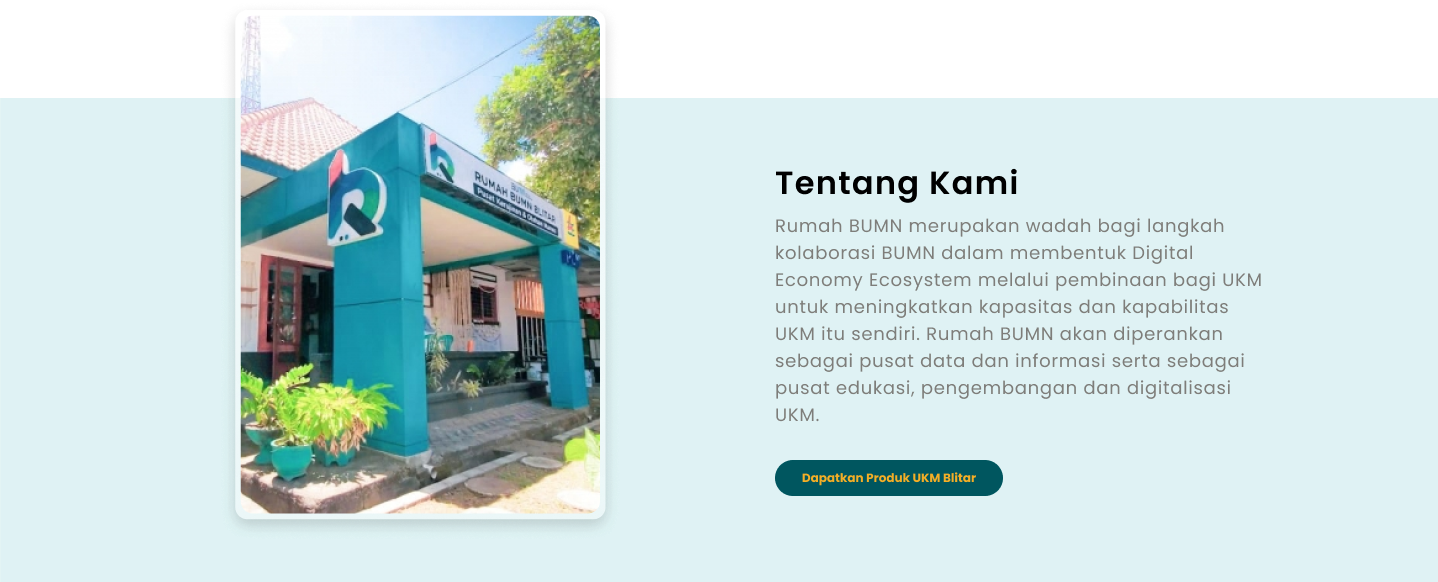 RUMAH BUMN BLITAR
Tentang Kami
Rumah BUMN merupakan wadah bagi langkah
kolaborasi BUMN dalam membentuk Digital
Economy Ecosystem melalui pembinaan bagi UKM
untuk meningkatkan kapasitas dan kapabilitas
UKM itu sendiri. Rumah BUMN akan diperankan
sebagai pusat data dan informasi serta sebagai
pusat edukasi, pengembangan dan digitalisasi
UKM.
Dapatkan Produk UKM Blitar